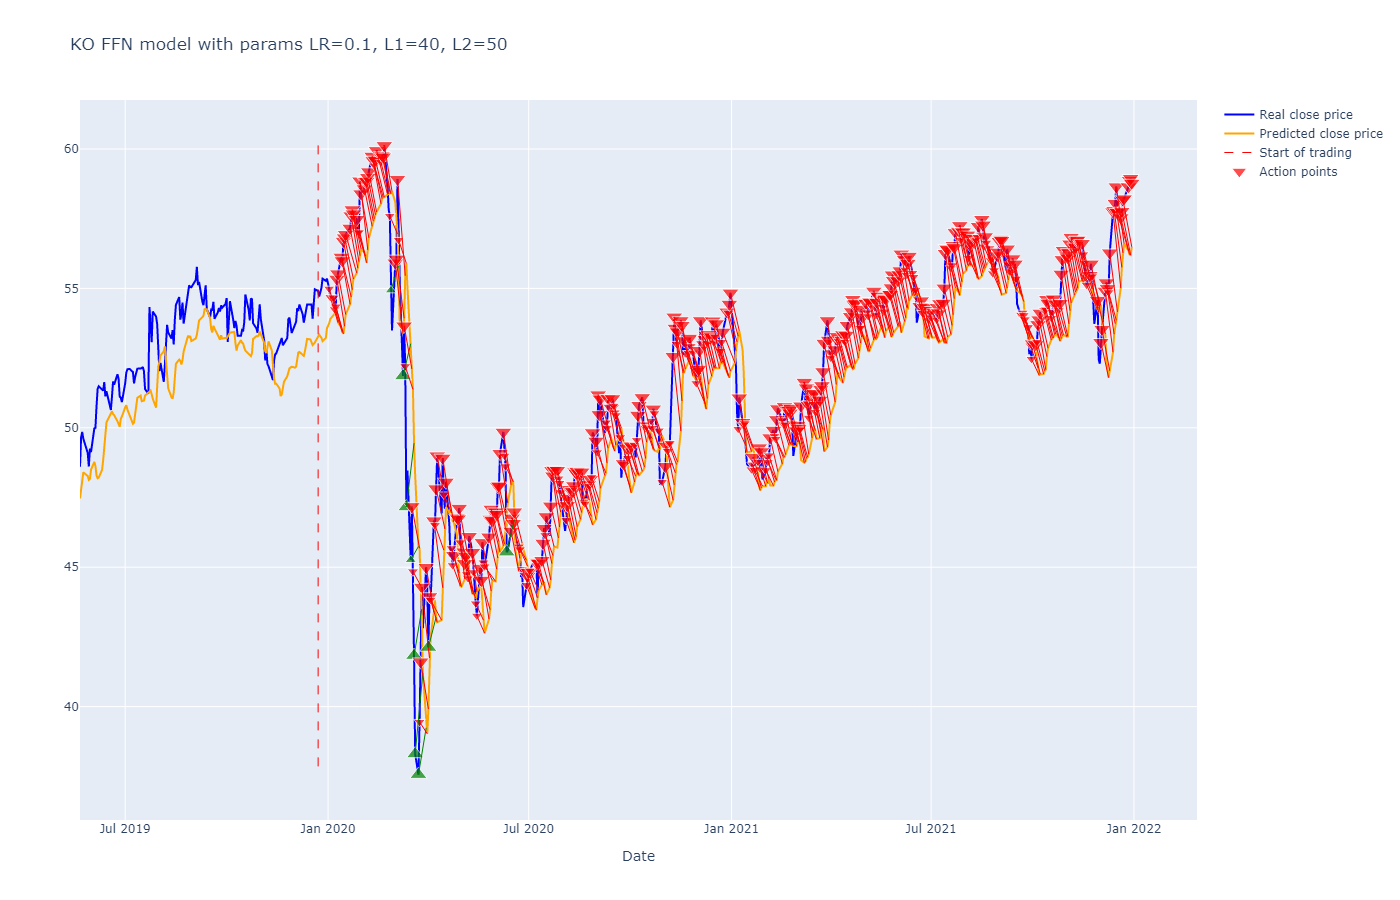 KO FFN model with params LR=0.1, L1=40, L2=50
Real close price
Predicted close price
Start of trading
Action points
60
55
50
45
40
Jul 2019
Jan 2020
Jul 2020
Jan 2021
Jul 2021
Jan 2022
Date